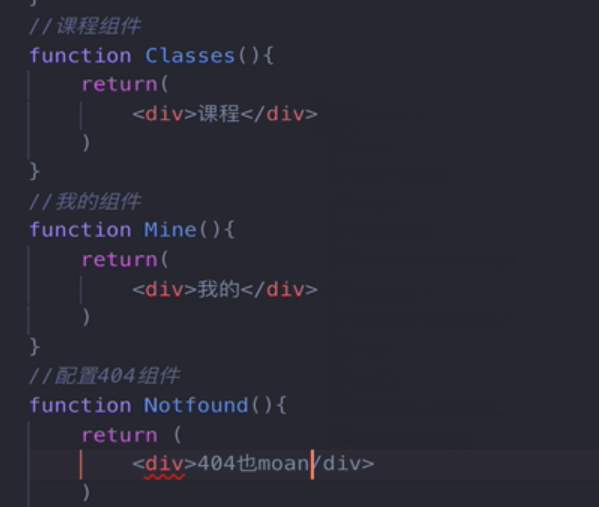 }
//课程组件
function Classes(){
return(
<div>课程</div>
)
}
//我的组件
function Mine(){
return(
<div>我的</div>
)
}
//配置404组件
function Notfound(){
return (
<div>404也moan/div>
)